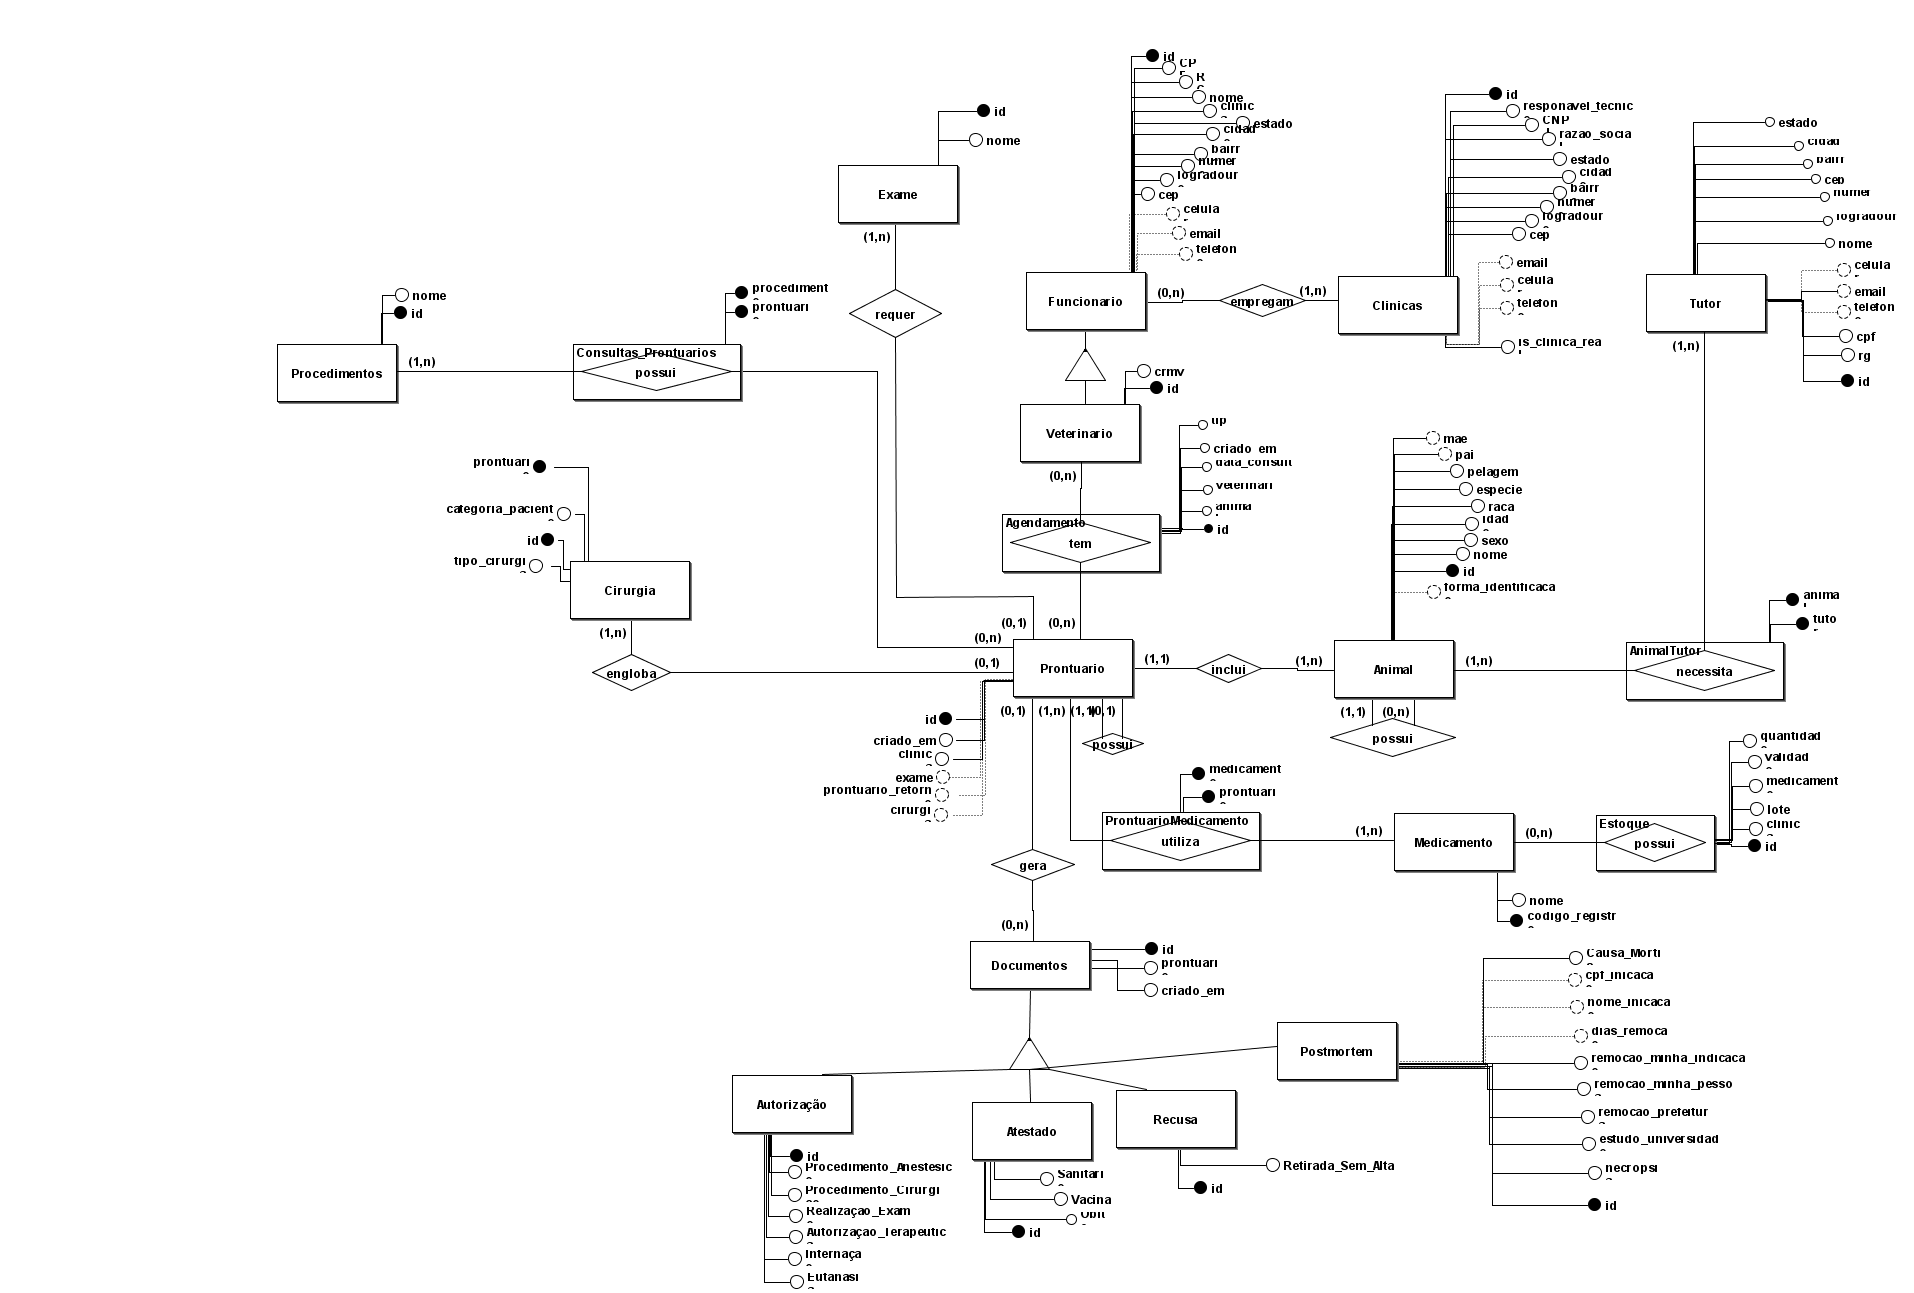 id
CP
R
nome
clinic
estado
cidad
bairr
numer
logradour
cep
celula
email
telefon
Funcionario
(0,n)
empregam
(1,n)
Clinicas
id
responavel_tecnic
CNP
razao_socia
estado
cidad
bairr
numer
logradour
cep
email
celula
telefon
is_clinica_rea
estado
cidad
bairr
cep
numer
logradour
nome
celula
email
telefon
cpf
rg
id
Tutor
(1,n)
id
nome
Exame
(1,n)
requer
nome
id
Procedimentos
(1,n)
procediment
prontuari
Consultas_Prontuarios
possui
crmv
id
Veterinario
(0,n)
tip
criado_em
data_consult
veterinari
anima
id
Agendamento
tem
mae
pai
pelagem
especie
raca
idad
sexo
nome
id
forma_identificaca
prontuari
categoria_pacient
id
tipo_cirurgi
Cirurgia
(1,n)
engloba
(0,1)
(0,n)
(0,n)
(0,1)
Prontuario
(1,1)
inclui
(1,n)
Animal
(1,n)
anima
tuto
AnimalTutor
necessita
(0,1)
(1,n)
(1,1)
(0,1)
possui
(1,1)
(0,n)
possui
id
criado_em
clinic
exame
prontuario_retorn
cirurgi
medicament
prontuari
ProntuarioMedicamento
utiliza
(1,n)
Medicamento
(0,n)
Estoque
possui
quantidad
validad
medicament
lote
clinic
id
nome
codigo_registr
gera
(0,n)
Documentos
id
prontuari
criado_em
Causa_Morti
cpf_inicaca
nome_inicaca
dias_remoca
remocao_minha_indicaca
remocao_minha_pesso
remocao_prefeitur
estudo_universidad
necropsi
id
Postmortem
Autorização
id
Procedimento_Anestesic
Procedimento_Cirurgi
Realização_Exam
Autorização_Terapeutic
Internaça
Eutanasi
Atestado
Sanitari
Vacina
Obit
id
Recusa
Retirada_Sem_Alta
id